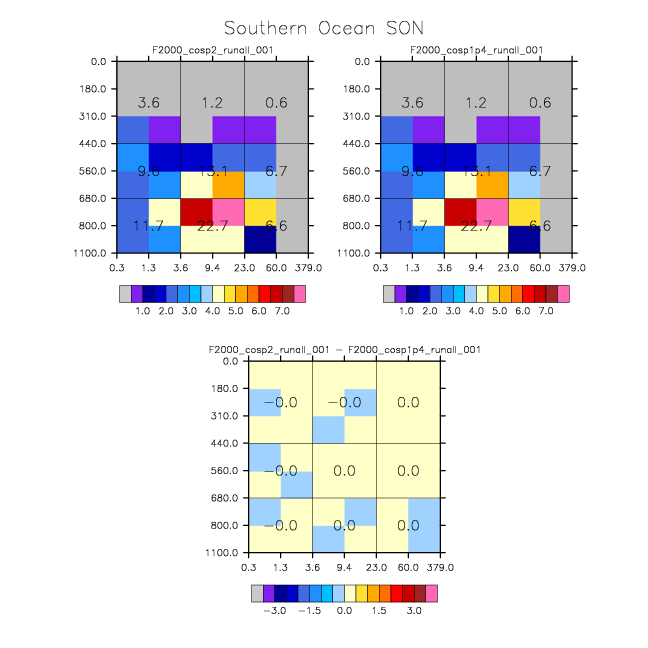 Southern Ocean SON
F2000_cosp2_runall_001
F2000_cosp1p4_runall_001
0.0
180.0
310.0
440.0
560.0
680.0
800.0
1100.0
3.6 1.2 0.6
9.6 13.1 6.7
11.7 22.7 6.6
0.3 1.3 3.6 9.4 23.0 60.0 379.0
1.0 2.0 3.0 4.0 5.0 6.0 7.0
0.0
180.0
310.0
440.0
560.0
680.0
800.0
1100.0
3.6 1.2 0.6
9.6 13.1 6.7
11.7 22.7 6.6
0.3 1.3 3.6 9.4 23.0 60.0 379.0
1.0 2.0 3.0 4.0 5.0 6.0 7.0
F2000_cosp2_runall_001 − F2000_cosp1p4_runall_001
0.0
180.0
310.0
440.0
560.0
680.0
800.0
1100.0
−0.0 −0.0 0.0
−0.0 0.0 0.0
−0.0 0.0 0.0
0.3 1.3 3.6 9.4 23.0 60.0 379.0
−3.0 −1.5 0.0 1.5 3.0